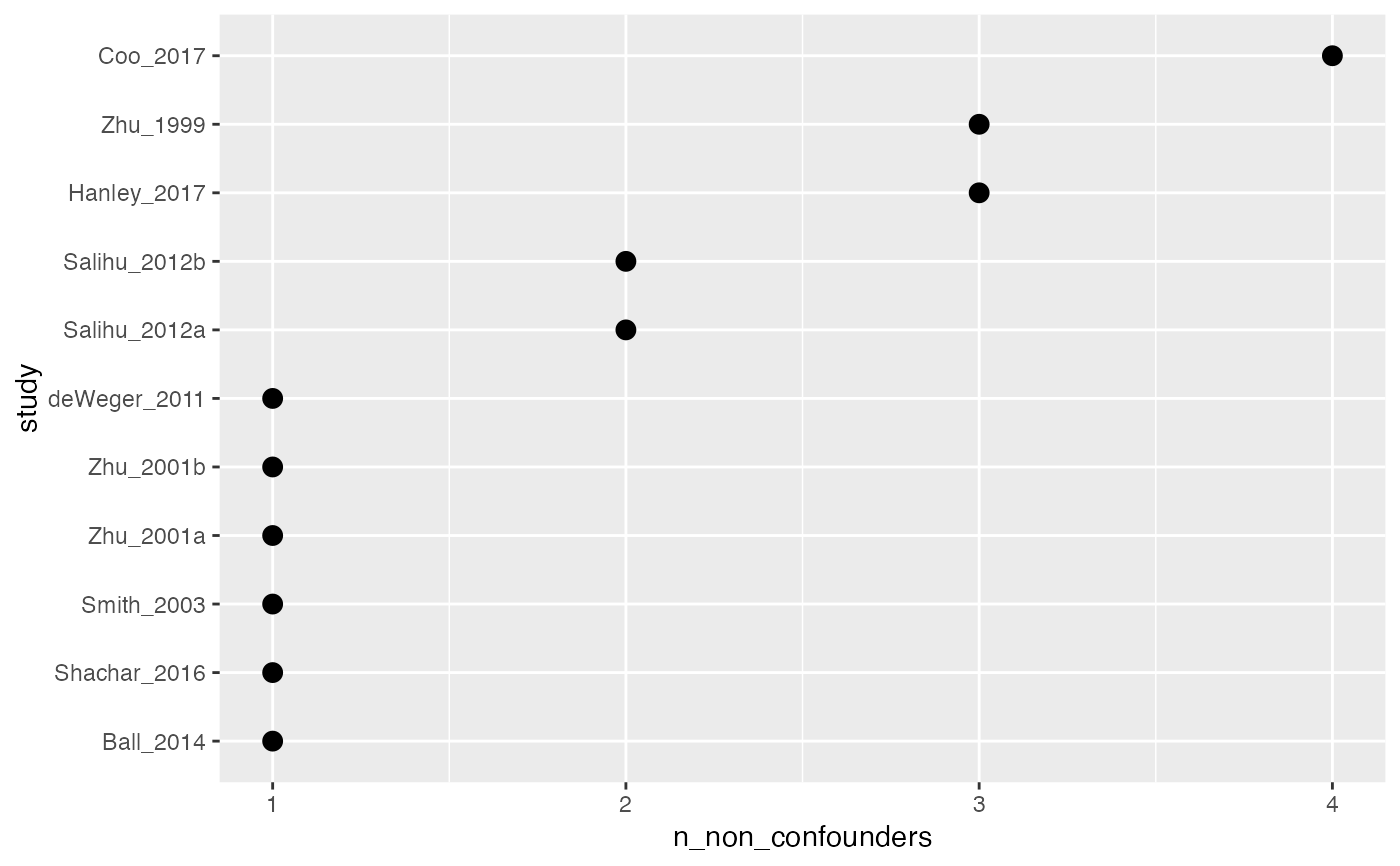 Coo_2017
Zhu_1999
Hanley_2017
Salihu_2012b
Salihu_2012a
deWeger_2011
Zhu_2001b
Zhu_2001a
Smith_2003
Shachar_2016
Ball_2014
study
1 2 3 4
n_non_confounders